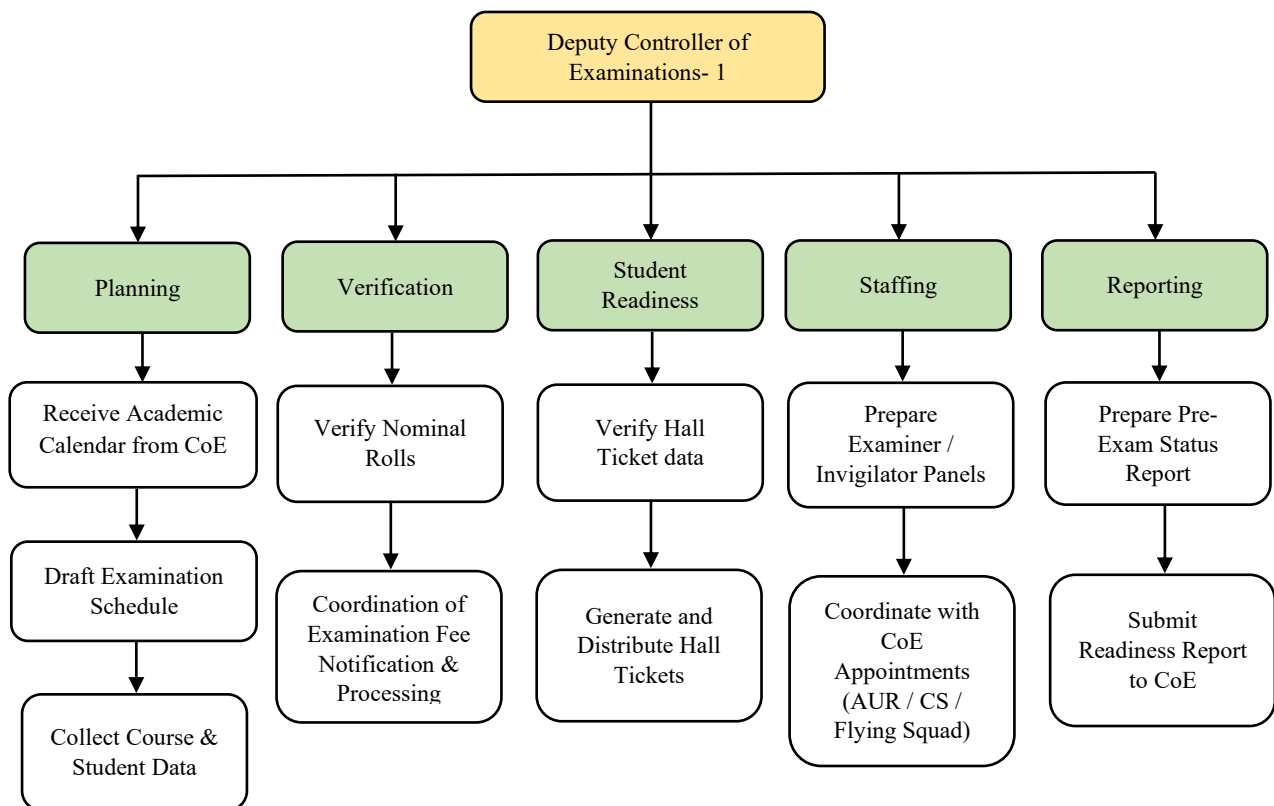 Deputy Controller of
Examinations- 1
Planning
Verification
Student
Readiness
Staffing
Reporting
Receive Academic
Calendar from CoE
Draft Examination
Schedule
Collect Course &
Student Data
Verify Nominal
Rolls
Coordination of
Examination Fee
Notification &
Processing
Verify Hall
Ticket data
Generate and
Distribute Hall
Tickets
Prepare
Examiner /
Invigilator Panels
Coordinate with
CoE
Appointments
(AUR / CS /
Flying Squad)
Prepare Pre-
Exam Status
Report
Submit
Readiness Report
to CoE